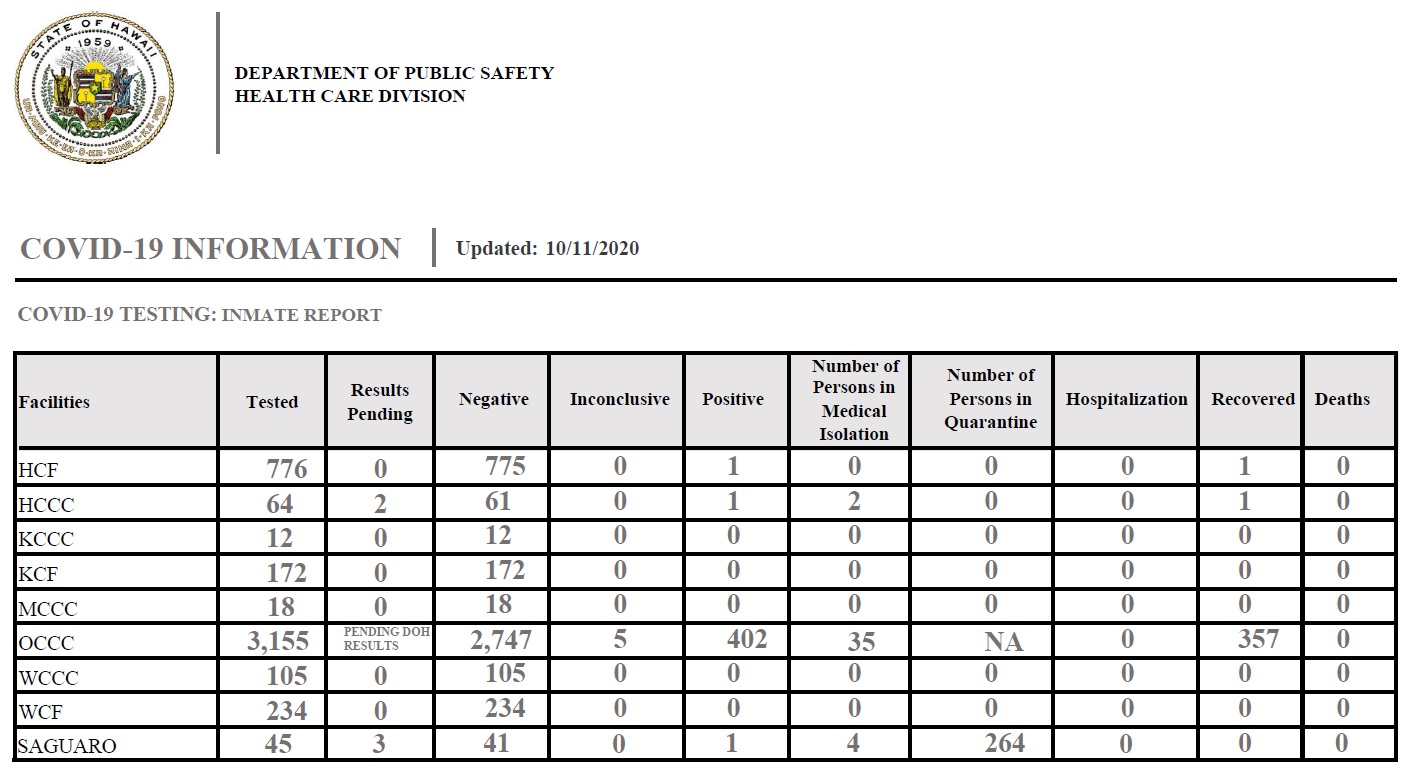 STATE OF HAWAII
1959
UA·MAU·KE·EA·O·KA·AINA·I·KA·PONO
DEPARTMENT OF PUBLIC SAFETY
HEALTH CARE DIVISION
COVID-19 INFORMATION Updated: 10/11/2020
COVID-19 TESTING: INMATE REPORT
Facilities Tested Results Pending Negative Inconclusive Positive Number of Persons in Medical Isolation Number of Persons in Quarantine Hospitalization Recovered Deaths
HCF 776 0 775 0 1 0 0 0 1 0
HCCC 64 2 61 0 1 2 0 0 1 0
KCCC 12 0 12 0 0 0 0 0 0 0
KCF 172 0 172 0 0 0 0 0 0 0
MCCC 18 0 18 0 0 0 0 0 0 0
OCCC 3,155 PENDING DOH RESULTS 2,747 5 402 35 NA 0 357 0
WCCC 105 0 105 0 0 0 0 0 0 0
WCF 234 0 234 0 0 0 0 0 0 0
SAGUARO 45 3 41 0 1 4 264 0 0 0